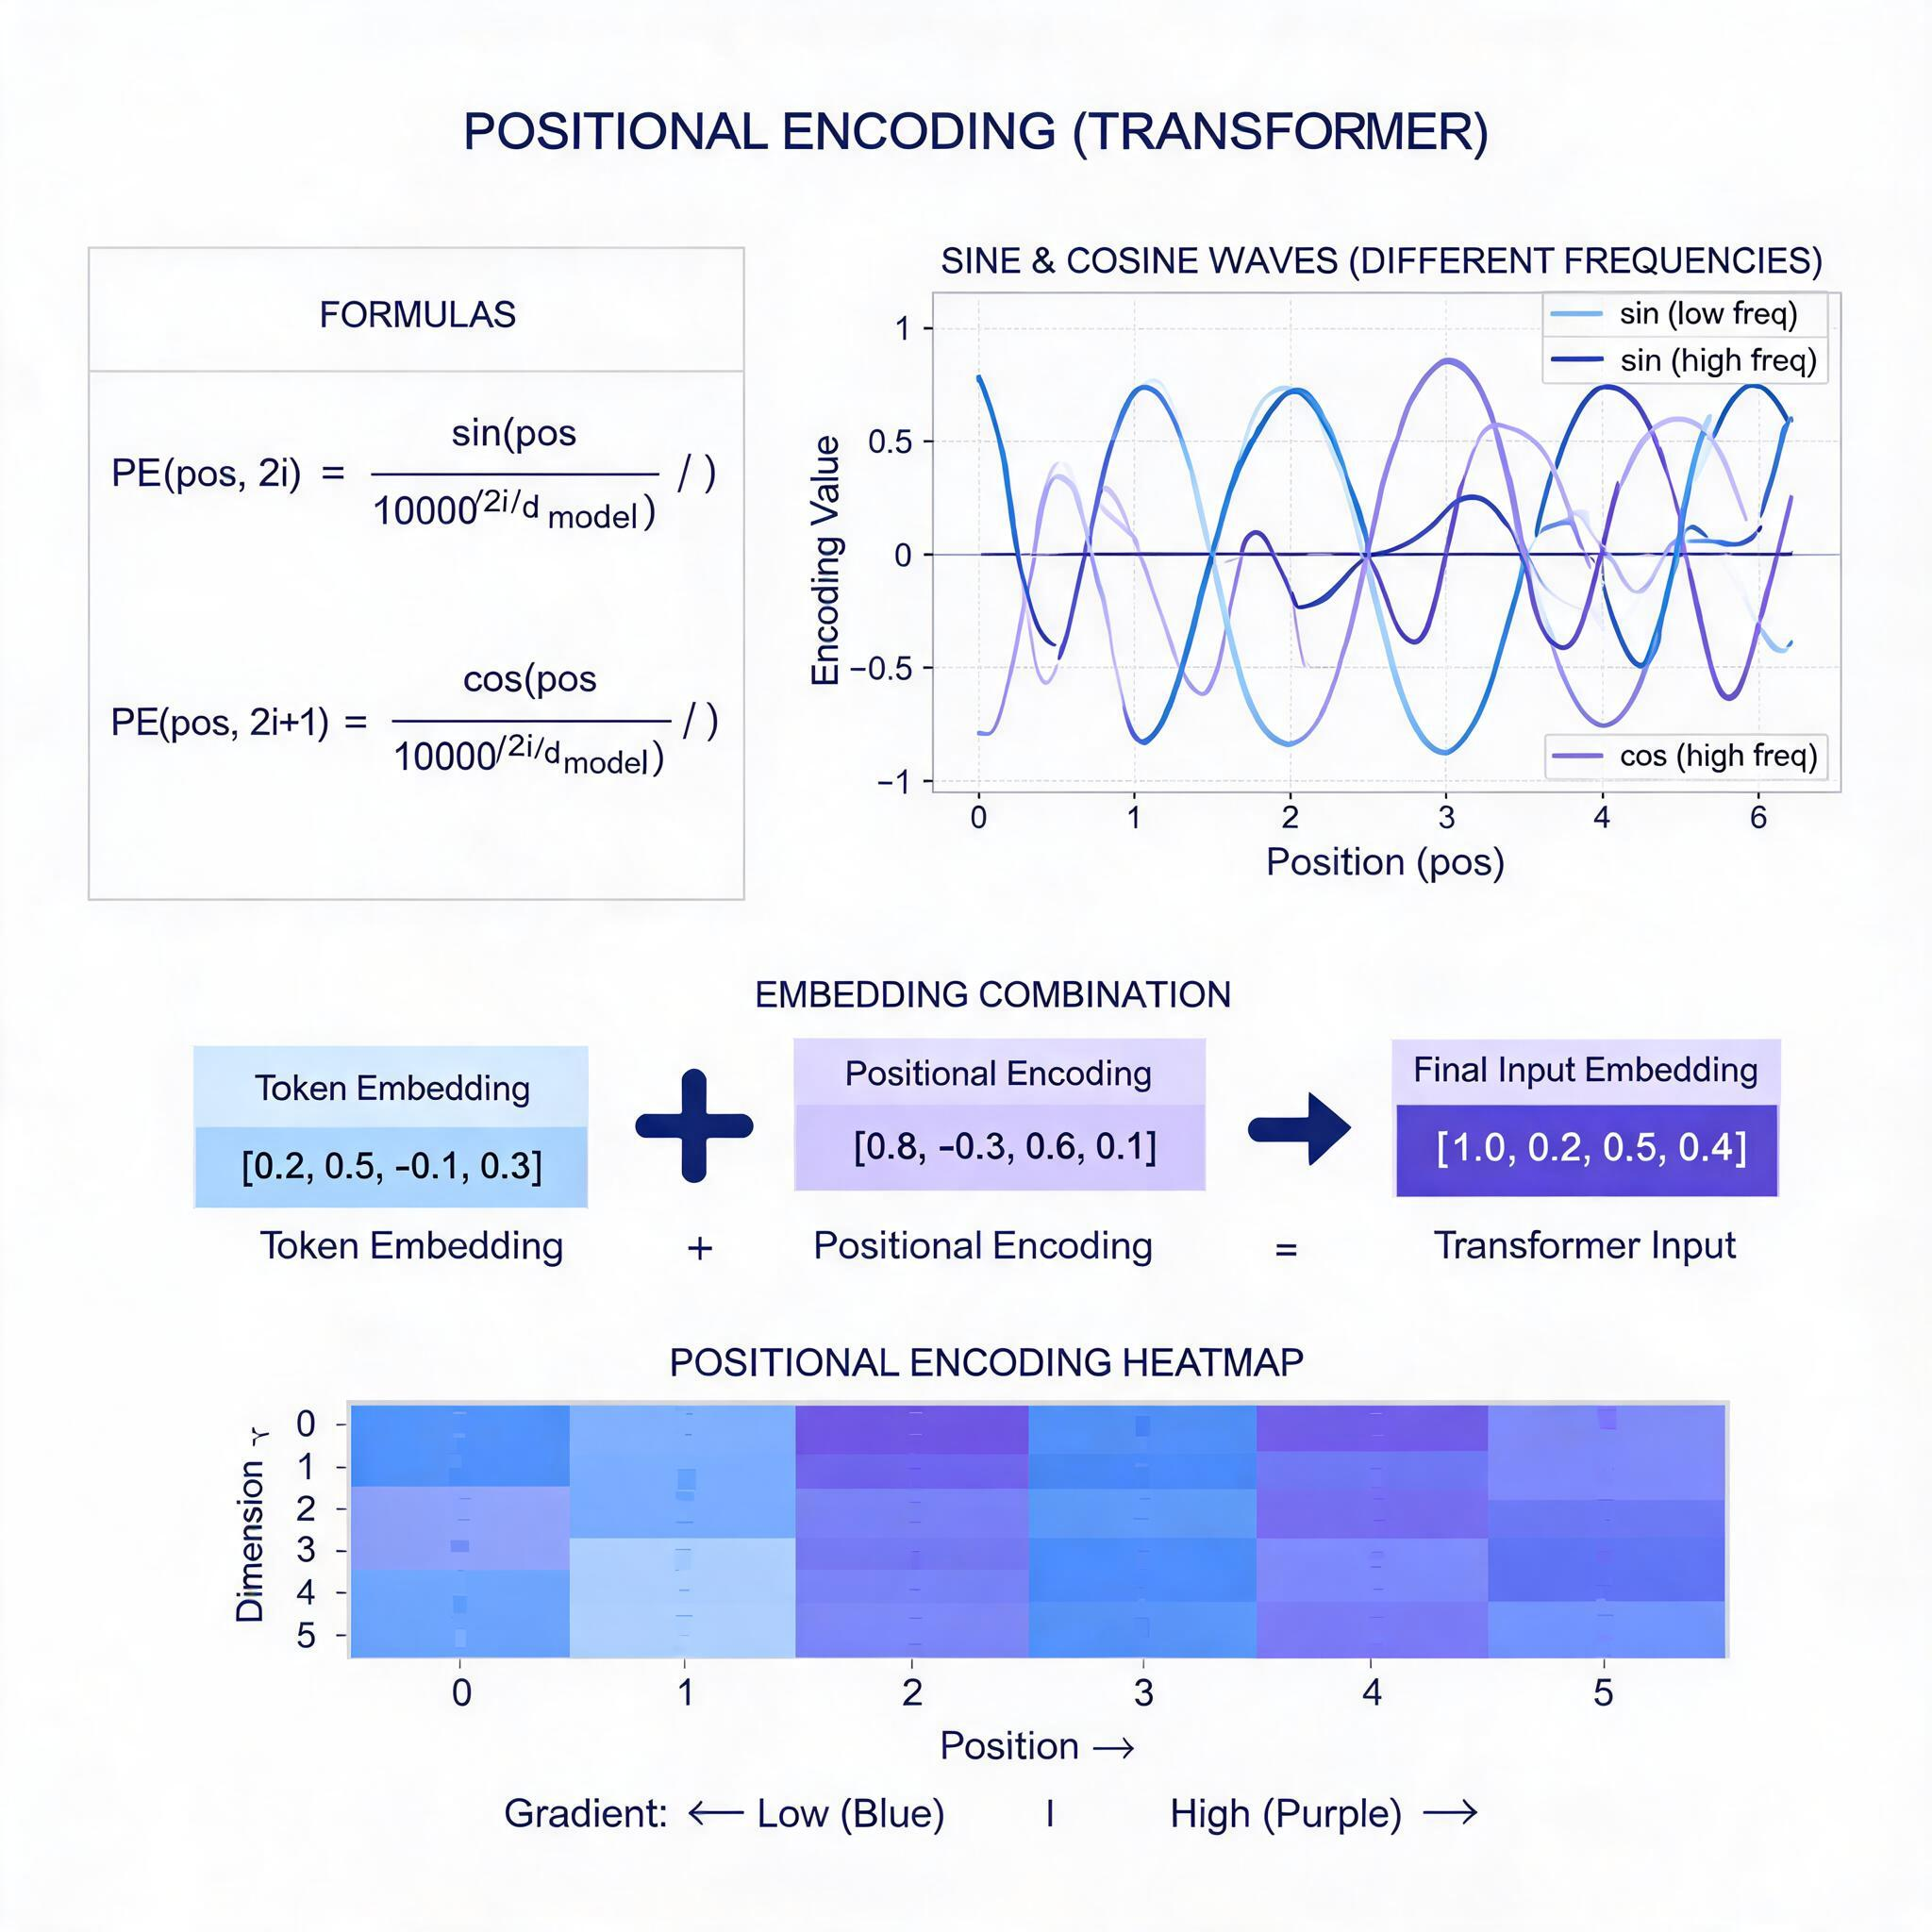 POSITIONAL ENCODING (TRANSFORMER)
FORMULAS
PE(pos, 2i) = sin(pos / ) 
10000/2i/d model)
PE(pos, 2i+1) = cos(pos / )
10000/2i/d model)
SINE & COSINE WAVES (DIFFERENT FREQUENCIES)
sin (low freq)
sin (high freq)
cos (high freq)
Encoding Value
1
0.5
0
−0.5
−1
0 1 2 3 4 6
Position (pos)
EMBEDDING COMBINATION
Token Embedding
[0.2, 0.5, -0.1, 0.3]
Positional Encoding
[0.8, -0.3, 0.6, 0.1]
Final Input Embedding
[1.0, 0.2, 0.5, 0.4]
Token Embedding + Positional Encoding = Transformer Input
POSITIONAL ENCODING HEATMAP
Dimension
0
1
2
3
4
5
0 1 2 3 4 5
Position →
Gradient: ← Low (Blue) | High (Purple) →